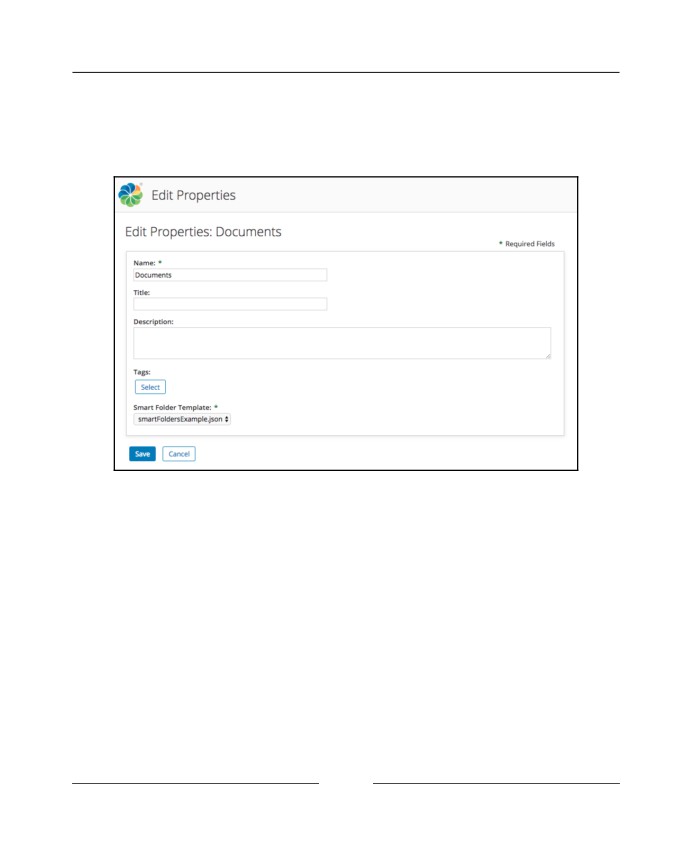 Edit Properties
Edit Properties: Documents
* Required Fields
Name: *
Documents
Title:
Description:
Tags:
Select
Smart Folder Template: *
smartFoldersExample.json
Save
Cancel